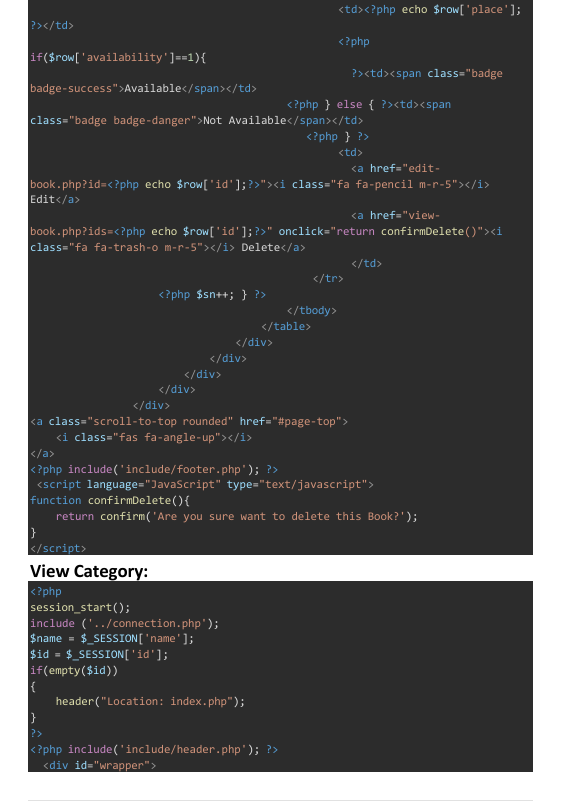 <td><?php echo $row['place'];
?></td>
<?php
if($row['availability']==1){
?><td><span class="badge
badge-success">Available</span></td>
<?php } else { ?><td><span
class="badge badge-danger">Not Available</span></td>
<?php } ?>
<td>
<a href="edit-
book.php?id=<?php echo $row['id'];?>"><i class="fa fa-pencil m-r-5"></i>
Edit</a>
<a href="view-
book.php?ids=<?php echo $row['id'];?>" onclick="return confirmDelete()"><i
class="fa fa-trash-o m-r-5"></i> Delete</a>
</td>
</tr>
<?php $sn++; } ?>
</tbody>
</table>
</div>
</div>
</div>
</div>
</div>
<a class="scroll-to-top rounded" href="#page-top">
<i class="fas fa-angle-up"></i>
</a>
<?php include('include/footer.php'); ?>
<script language="JavaScript" type="text/javascript">
function confirmDelete(){
return confirm('Are you sure want to delete this Book?');
}
</script>
View Category:
<?php
session_start();
include ('../connection.php');
$name = $_SESSION['name'];
$id = $_SESSION['id'];
if(empty($id))
{
header("Location: index.php");
}
?>
<?php include('include/header.php'); ?>
<div id="wrapper">